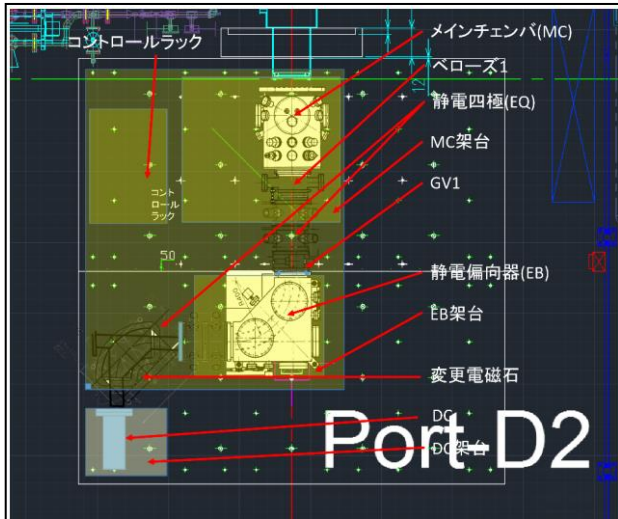 コントロールラック
メインチェンバ(MC)
ベローズ1
静電四極(EQ)
MC架台
GV1
コント
ロール
ラック
50
静電偏向器(EB)
EB架台
変更電磁石
DC
DC架台
Port-D2